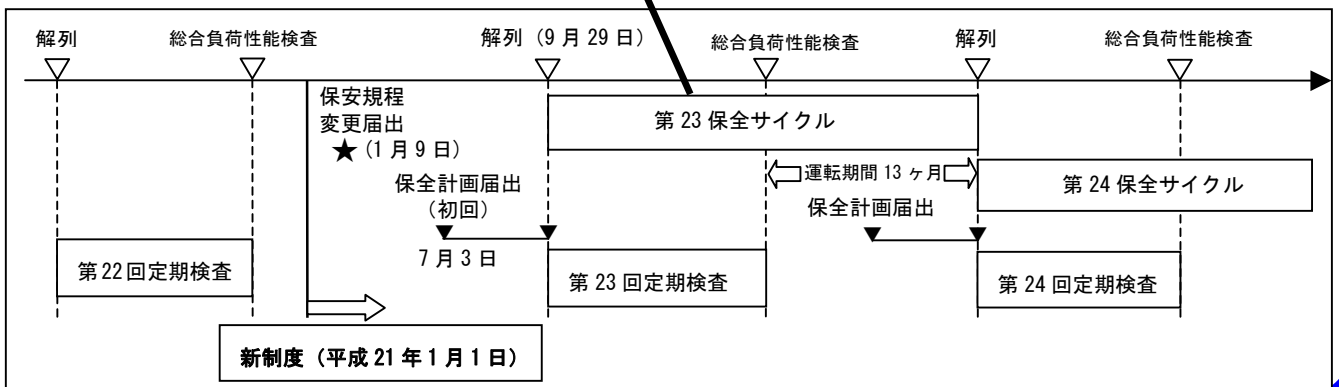 解列
総合負荷性能検査
解列（9月29日）
総合負荷性能検査
解列
総合負荷性能検査
保安規程
変更届出
★（1月9日）
第23保全サイクル
運転期間13ヶ月
第24保全サイクル
保全計画届出
（初回）
保全計画届出
7月3日
第22回定期検査
第23回定期検査
第24回定期検査
新制度（平成21年1月1日）